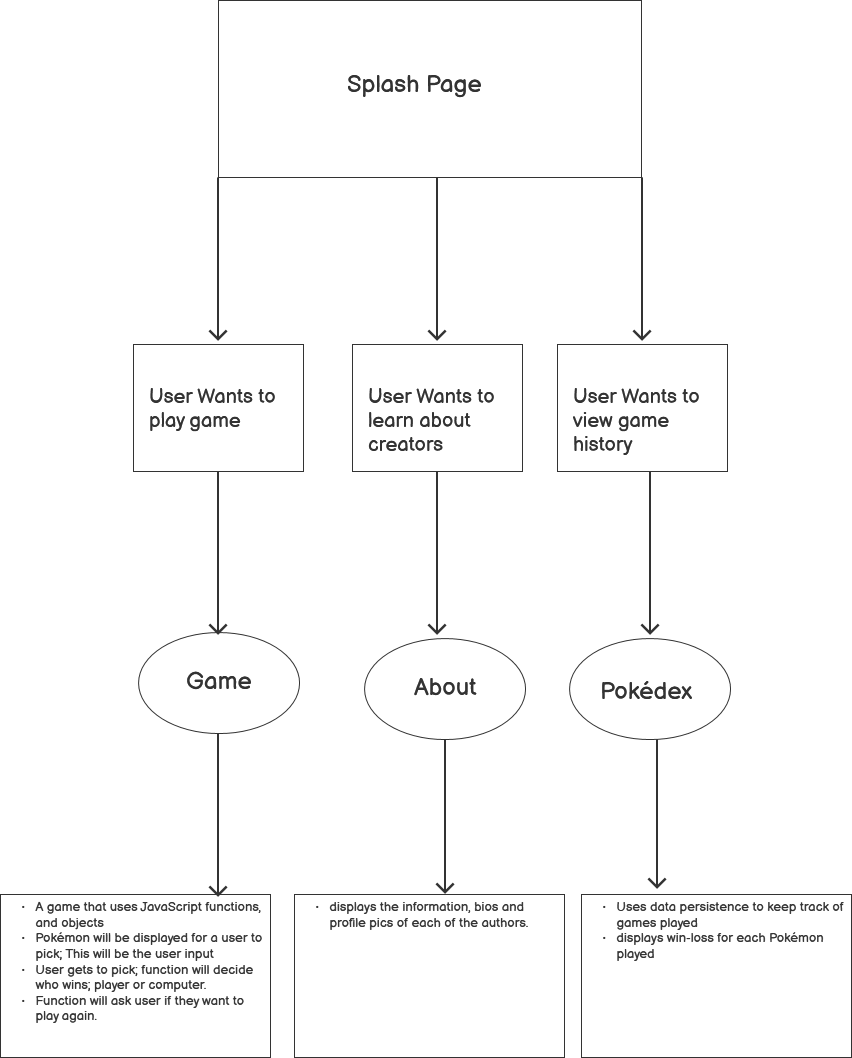 Splash Page
User Wants to
play game
User Wants to
learn about
creators
User Wants to
view game
history
Game
About
Pokédex
· A game that uses JavaScript functions,
and objects
· Pokémon will be displayed for a user to
pick; This will be the user input
· User gets to pick; function will decide
who wins; player or computer.
· Function will ask user if they want to
play again.
· displays the information, bios and
profile pics of each of the authors.
· Uses data persistence to keep track of
games played
· displays win-loss for each Pokémon
played